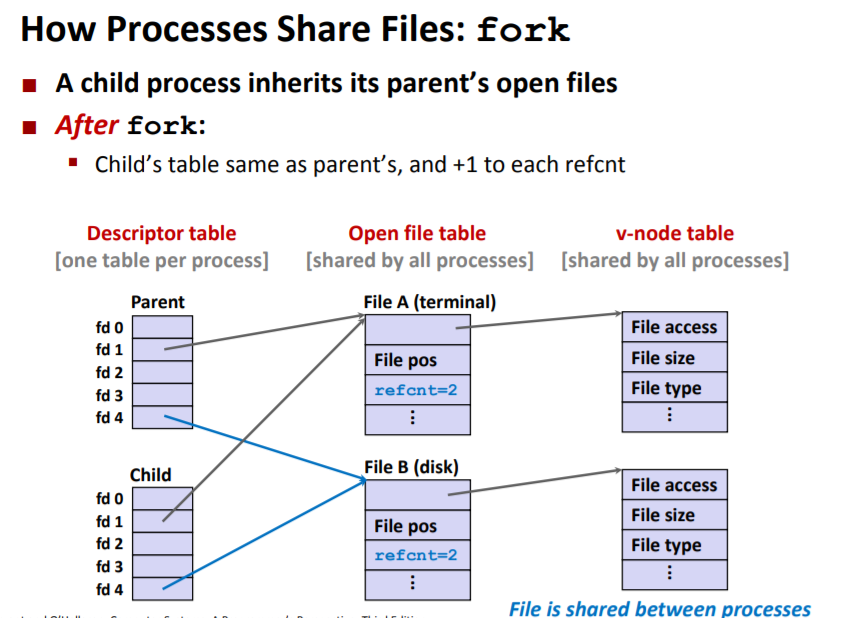 How Processes Share Files: fork
■ A child process inherits its parent's open files
■ After fork:
▪ Child's table same as parent's, and +1 to each refcnt
Descriptor table
[one table per process]
Open file table
[shared by all processes]
v-node table
[shared by all processes]
Parent
fd 0
fd 1
fd 2
fd 3
fd 4
File A (terminal)
File pos
refcnt=2
⋮
File access
File size
File type
⋮
Child
fd 0
fd 1
fd 2
fd 3
fd 4
File B (disk)
File pos
refcnt=2
⋮
File access
File size
File type
⋮
File is shared between processes